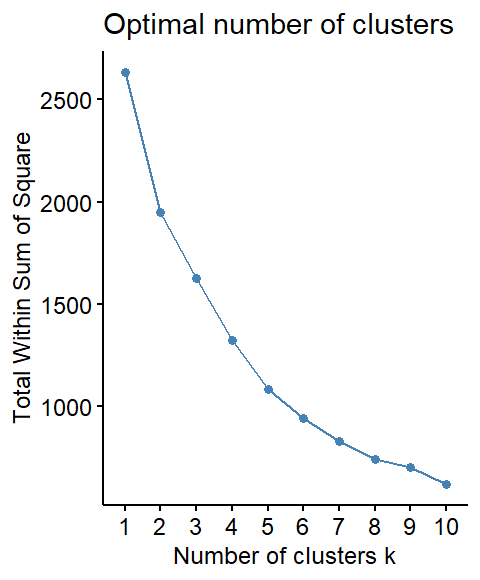 Optimal number of clusters
Total Within Sum of Square
2500
2000
1500
1000
1 2 3 4 5 6 7 8 9 10
Number of clusters k